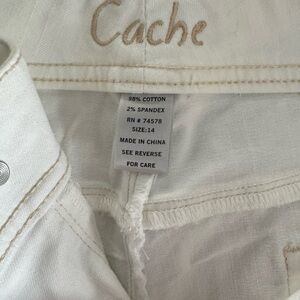 Cache
98% COTTON
2% SPANDEX
RN # 74578
SIZE:14
MADE IN CHINA
SEE REVERSE
FOR CARE